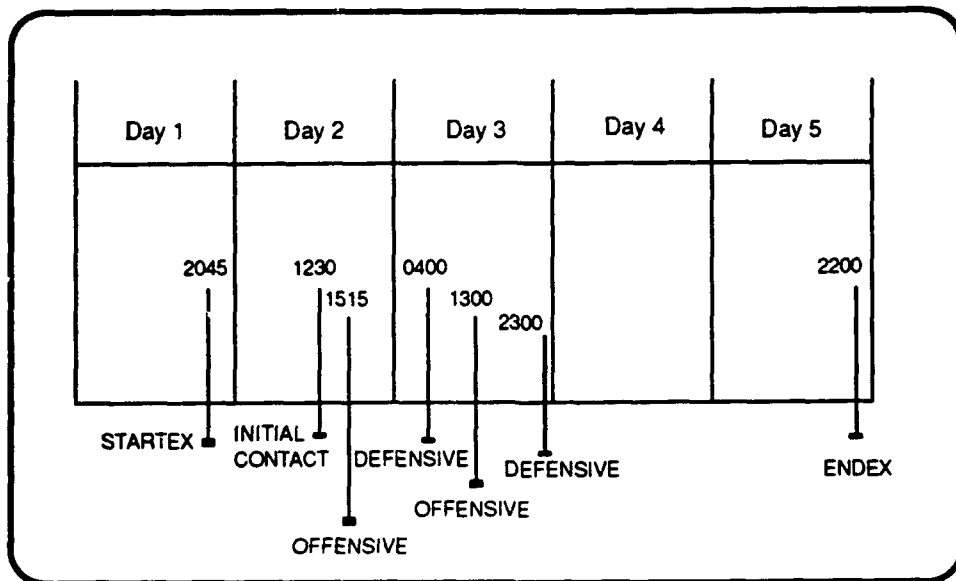 Day 1 Day 2 Day 3 Day 4 Day 5
2045 1230 0400 2200
1515 1300
2300
STARTEX INITIAL
CONTACT DEFENSIVE DEFENSIVE ENDEX
OFFENSIVE
OFFENSIVE